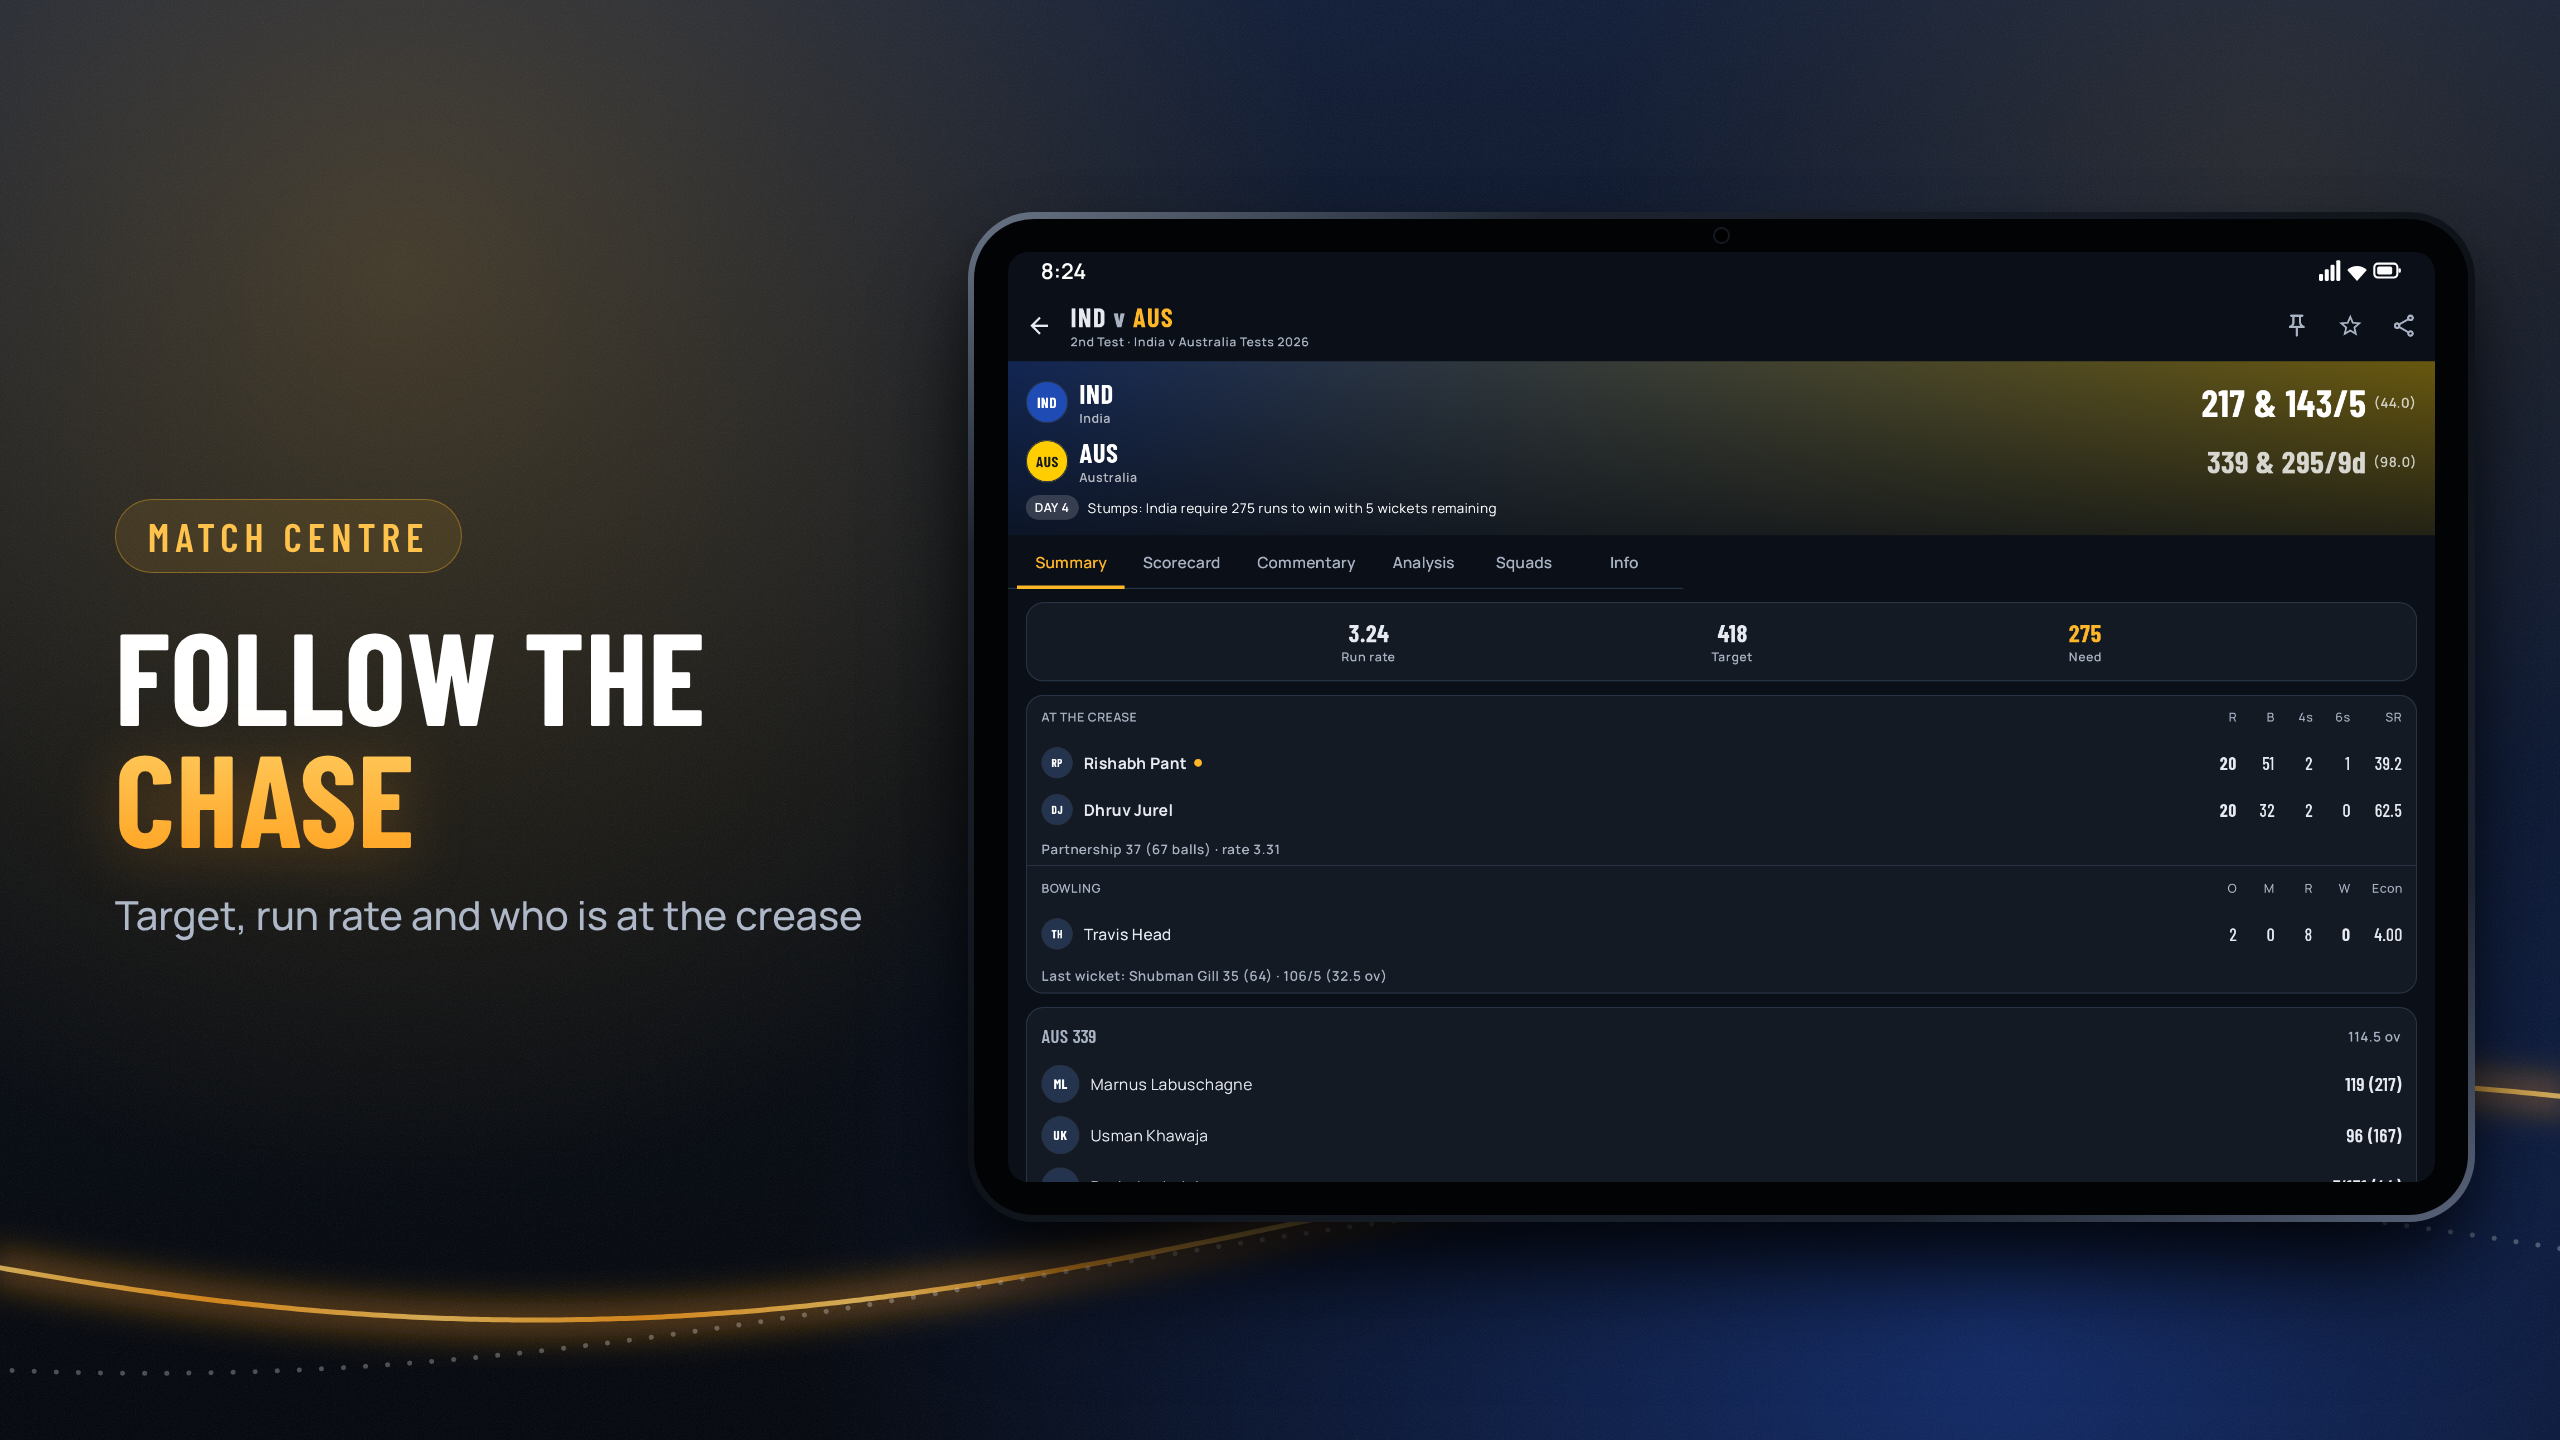 MATCH CENTRE
FOLLOW THE
CHASE
Target, run rate and who is at the crease
8:24
IND v AUS
2nd Test · India v Australia Tests 2026
IND IND 217 & 143/5 (44.0)
India
AUS AUS 339 & 295/9d (98.0)
Australia
DAY 4 Stumps: India require 275 runs to win with 5 wickets remaining
Summary Scorecard Commentary Analysis Squads Info
3.24 418 275
Run rate Target Need
AT THE CREASE R B 4s 6s SR
RP Rishabh Pant 20 51 2 1 39.2
DJ Dhruv Jurel 20 32 2 0 62.5
Partnership 37 (67 balls) · rate 3.31
BOWLING O M R W Econ
TH Travis Head 2 0 8 0 4.00
Last wicket: Shubman Gill 35 (64) · 106/5 (32.5 ov)
AUS 339 114.5 ov
ML Marnus Labuschagne 119 (217)
UK Usman Khawaja 96 (167)